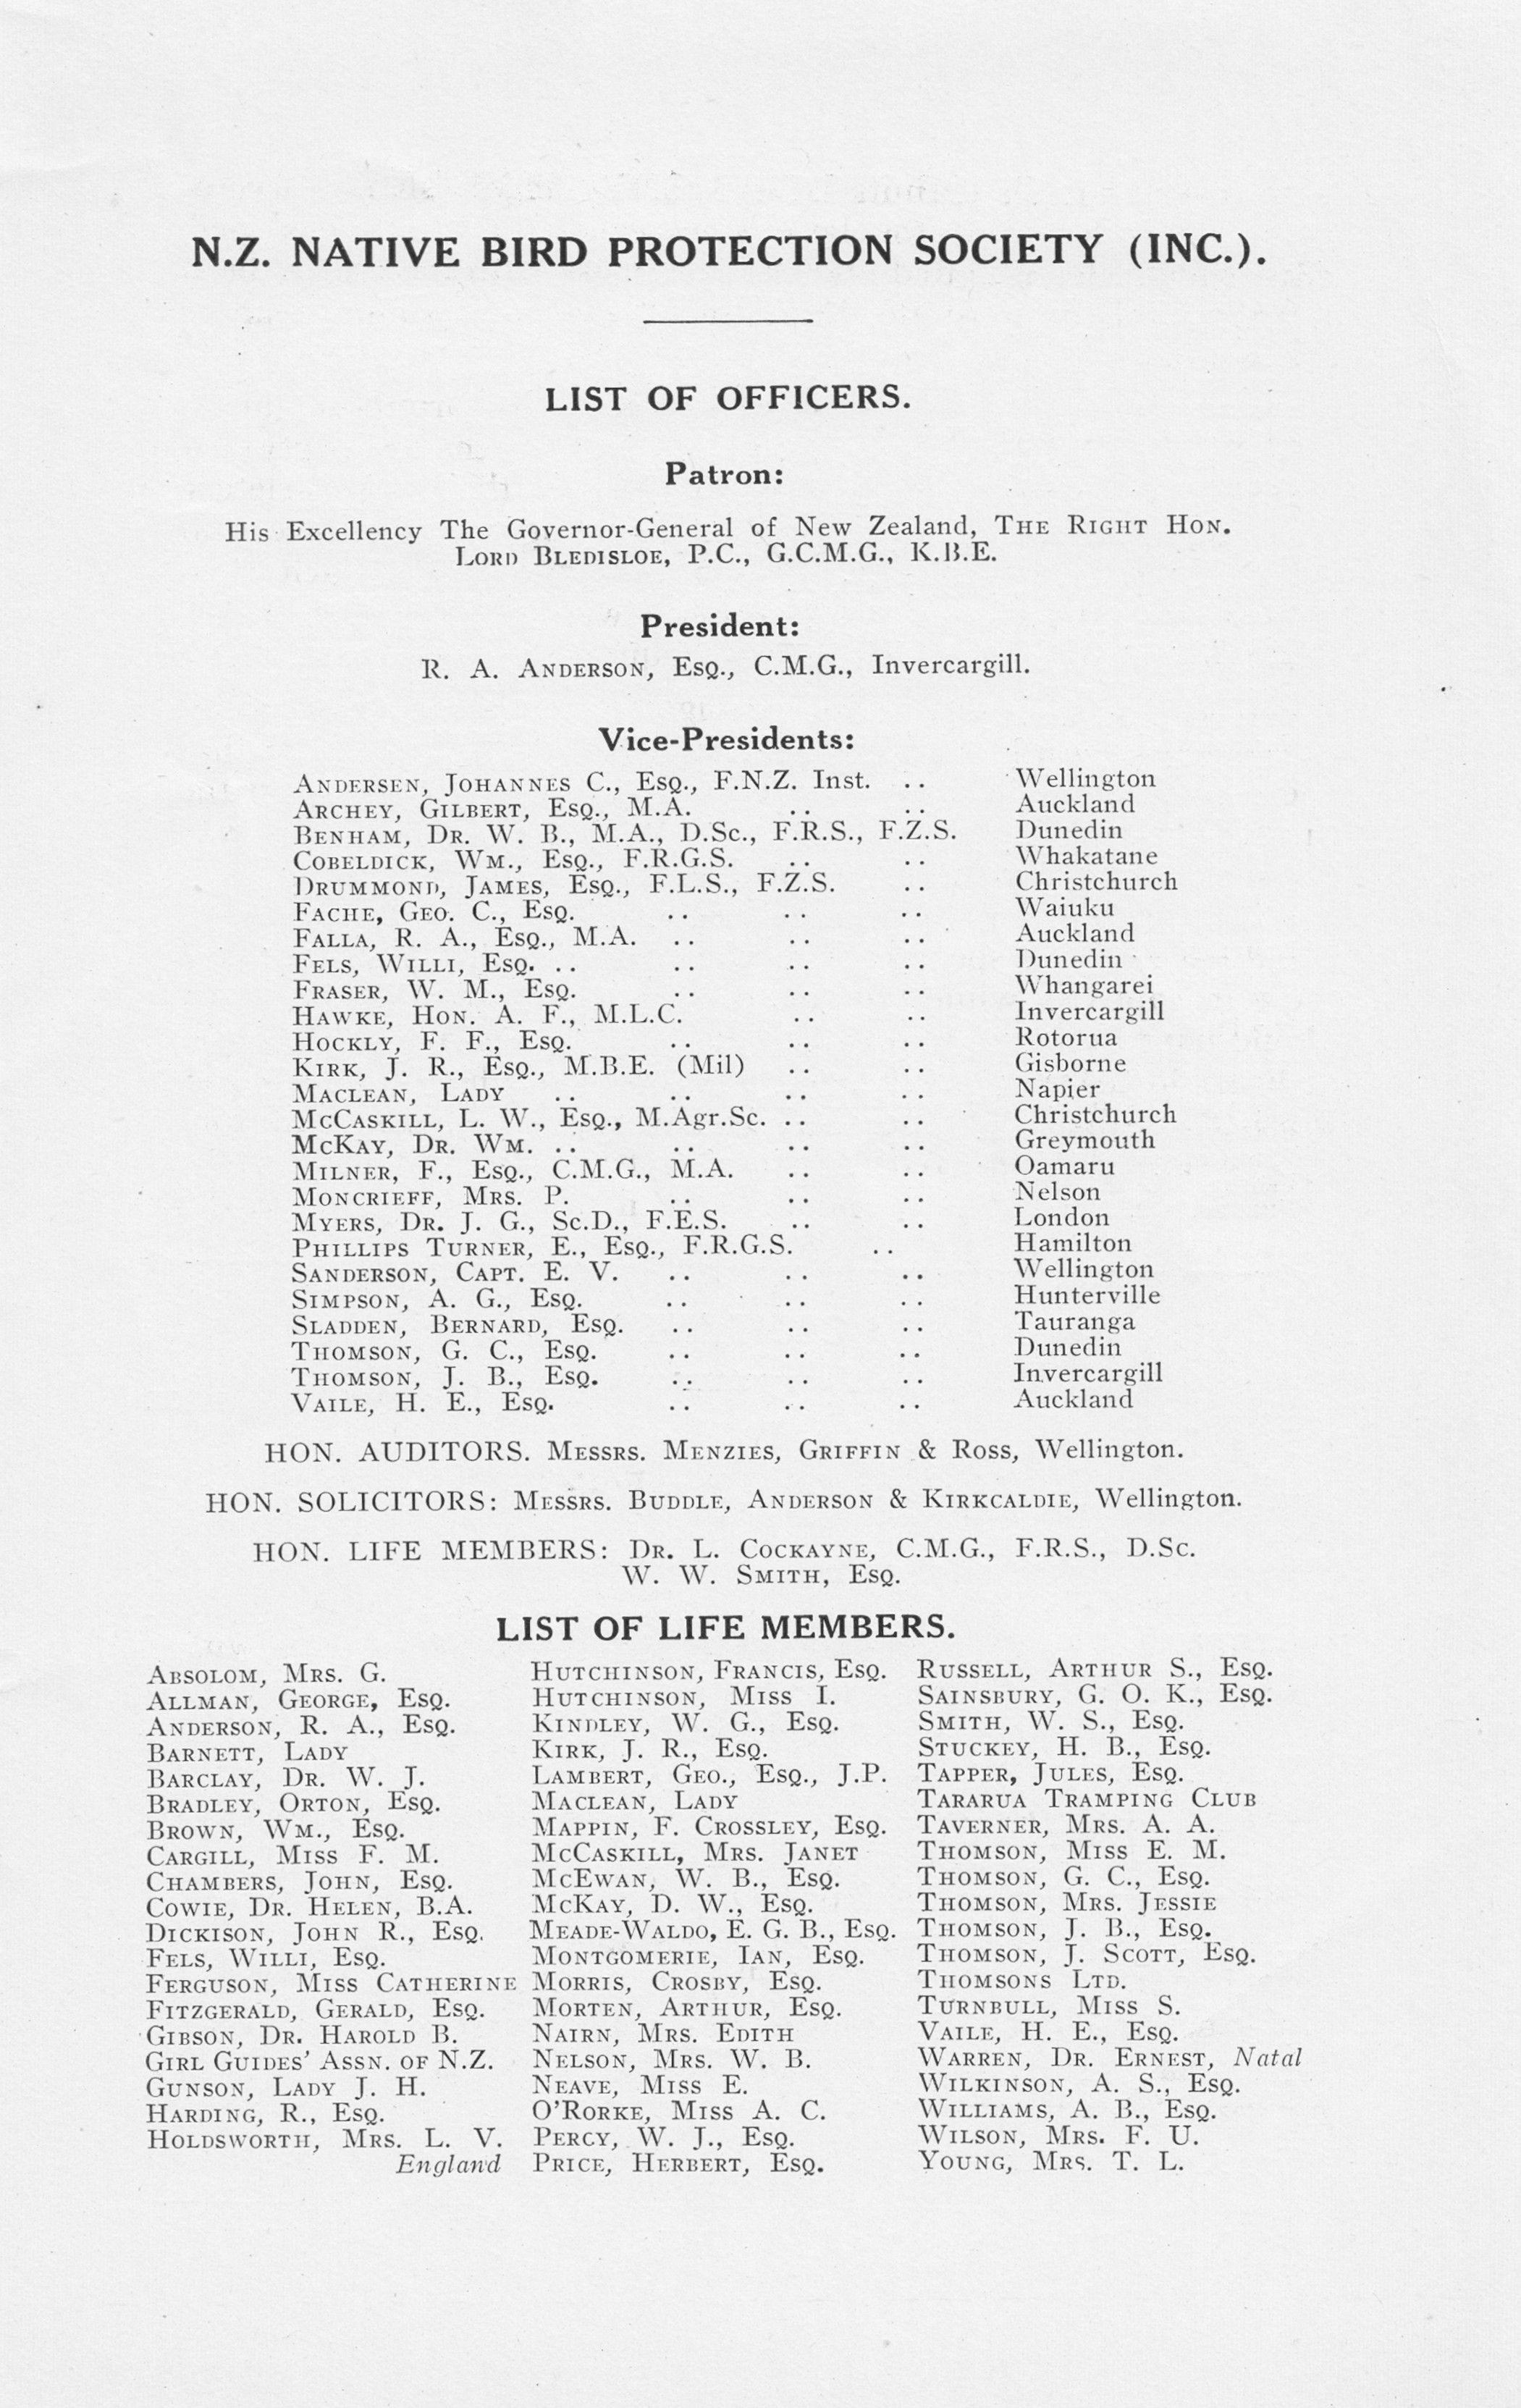 N.Z. NATIVE BIRD PROTECTION SOCIETY (INC.).
LIST OF OFFICERS.
Patron:
His Excellency The Governor-General of New Zealand, THE RIGHT HON.
LORD BLEDISLOE, P.C., G.C.M.G., K.B.E.
President:
R. A. ANDERSON, ESQ., C.M.G., Invercargill.
Vice-Presidents:
ANDERSEN, JOHANNES C., ESQ., F.N.Z. Inst. .. Wellington
ARCHEY, GILBERT, ESQ., M.A. .. .. Auckland
BENHAM, DR. W. B., M.A., D.Sc., F.R.S., F.Z.S. Dunedin
COBELDICK, WM., ESQ., F.R.G.S. .. .. Whakatane
DRUMMOND, JAMES, ESQ., F.L.S., F.Z.S. .. Christchurch
FACHE, GEO. C., ESQ. .. .. .. Waiuku
FALLA, R. A., ESQ., M.A. .. .. .. Auckland
FELS, WILLI, ESQ. .. .. .. .. Dunedin
FRASER, W. M., ESQ. .. .. .. Whangarei
HAWKE, HON. A. F., M.L.C. .. .. Invercargill
HOCKLY, F. F., ESQ. .. .. .. Rotorua
KIRK, J. R., ESQ., M.B.E. (Mil) .. .. Gisborne
MACLEAN, LADY .. .. .. .. Napier
MCCASKILL, L. W., ESQ., M.Agr.Sc. .. .. Christchurch
MCKAY, DR. WM. .. .. .. .. Greymouth
MILNER, F., ESQ., C.M.G., M.A. .. .. Oamaru
MONCRIEFF, MRS. P. .. .. .. Nelson
MYERS, DR. J. G., Sc.D., F.E.S. .. .. London
PHILLIPS TURNER, E., ESQ., F.R.G.S. .. Hamilton
SANDERSON, CAPT. E. V. .. .. .. Wellington
SIMPSON, A. G., ESQ. .. .. .. Hunterville
SLADDEN, BERNARD, ESQ. .. .. .. Tauranga
THOMSON, G. C., ESQ. .. .. .. Dunedin
THOMSON, J. B., ESQ. .. .. .. Invercargill
VAILE, H. E., ESQ. .. .. .. Auckland
HON. AUDITORS. MESSRS. MENZIES, GRIFFIN & ROSS, Wellington.
HON. SOLICITORS: MESSRS. BUDDLE, ANDERSON & KIRKCALDIE, Wellington.
HON. LIFE MEMBERS: DR. L. COCKAYNE, C.M.G., F.R.S., D.Sc.
W. W. SMITH, ESQ.
LIST OF LIFE MEMBERS.
ABSOLOM, MRS. G.
ALLMAN, GEORGE, ESQ.
ANDERSON, R. A., ESQ.
BARNETT, LADY
BARCLAY, DR. W. J.
BRADLEY, ORTON, ESQ.
BROWN, WM., ESQ.
CARGILL, MISS F. M.
CHAMBERS, JOHN, ESQ.
COWIE, DR. HELEN, B.A.
DICKISON, JOHN R., ESQ.
FELS, WILLI, ESQ.
FERGUSON, MISS CATHERINE
FITZGERALD, GERALD, ESQ.
GIBSON, DR. HAROLD B.
GIRL GUIDES' ASSN. OF N.Z.
GUNSON, LADY J. H.
HARDING, R., ESQ.
HOLDSWORTH, MRS. L. V.
England
HUTCHINSON, FRANCIS, ESQ.
HUTCHINSON, MISS I.
KINDLEY, W. G., ESQ.
KIRK, J. R., ESQ.
LAMBERT, GEO., ESQ., J.P.
MACLEAN, LADY
MAPPIN, F. CROSSLEY, ESQ.
MCCASKILL, MRS. JANET
MCEWAN, W. B., ESQ.
MCKAY, D. W., ESQ.
MEADE-WALDO, E. G. B., ESQ.
MONTGOMERIE, IAN, ESQ.
MORRIS, CROSBY, ESQ.
MORTEN, ARTHUR, ESQ.
NAIRN, MRS. EDITH
NELSON, MRS. W. B.
NEAVE, MISS E.
O'RORKE, MISS A. C.
PERCY, W. J., ESQ.
PRICE, HERBERT, ESQ.
RUSSELL, ARTHUR S., ESQ.
SAINSBURY, G. O. K., ESQ.
SMITH, W. S., ESQ.
STUCKEY, H. B., ESQ.
TAPPER, JULES, ESQ.
TARARUA TRAMPING CLUB
TAVERNER, MRS. A. A.
THOMSON, MISS E. M.
THOMSON, G. C., ESQ.
THOMSON, MRS. JESSIE
THOMSON, J. B., ESQ.
THOMSON, J. SCOTT, ESQ.
THOMSONS LTD.
TURNBULL, MISS S.
VAILE, H. E., ESQ.
WARREN, DR. ERNEST, Natal
WILKINSON, A. S., ESQ.
WILLIAMS, A. B., ESQ.
WILSON, MRS. F. U.
YOUNG, MRS. T. L.